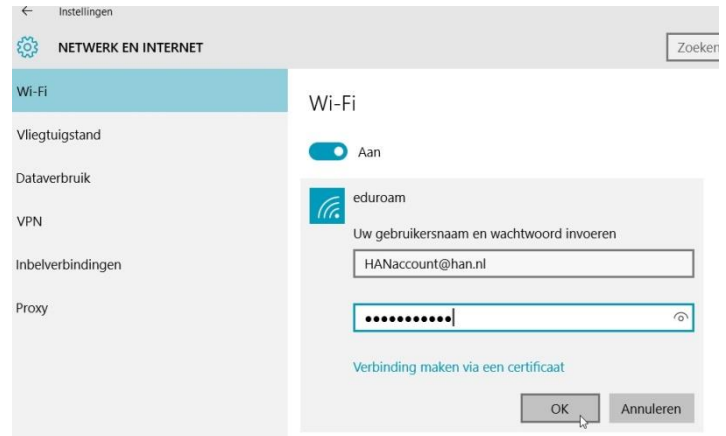 Instellingen
NETWERK EN INTERNET
Zoeken
Wi-Fi
Vliegtuigstand
Dataverbruik
VPN
Inbelverbindingen
Proxy
Wi-Fi
Aan
eduroam
Uw gebruikersnaam en wachtwoord invoeren
HANaccount@han.nl
•••••••••••
Verbinding maken via een certificaat
OK
Annuleren